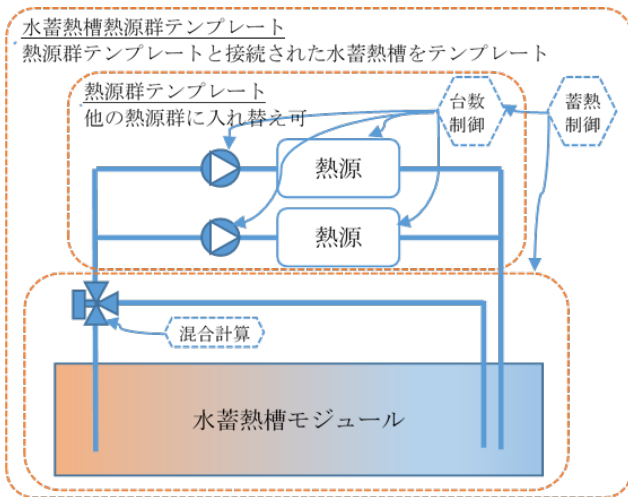 水蓄熱槽熱源群テンプレート
熱源群テンプレートと接続された水蓄熱槽をテンプレート
熱源群テンプレート
他の熱源群に入れ替え可
台数
制御
蓄熱
制御
熱源
熱源
混合計算
水蓄熱槽モジュール